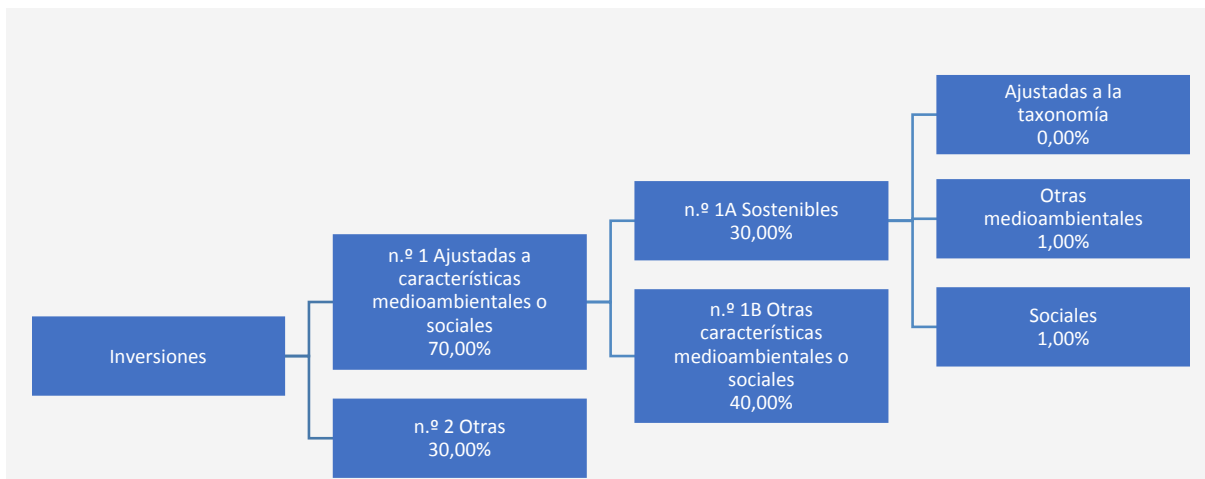 Inversiones
n.º 1 Ajustadas a
características
medioambientales o
sociales
70,00%
n.º 2 Otras
30,00%
n.º 1A Sostenibles
30,00%
n.º 1B Otras
características
medioambientales o
sociales
40,00%
Ajustadas a la
taxonomía
0,00%
Otras
medioambientales
1,00%
Sociales
1,00%